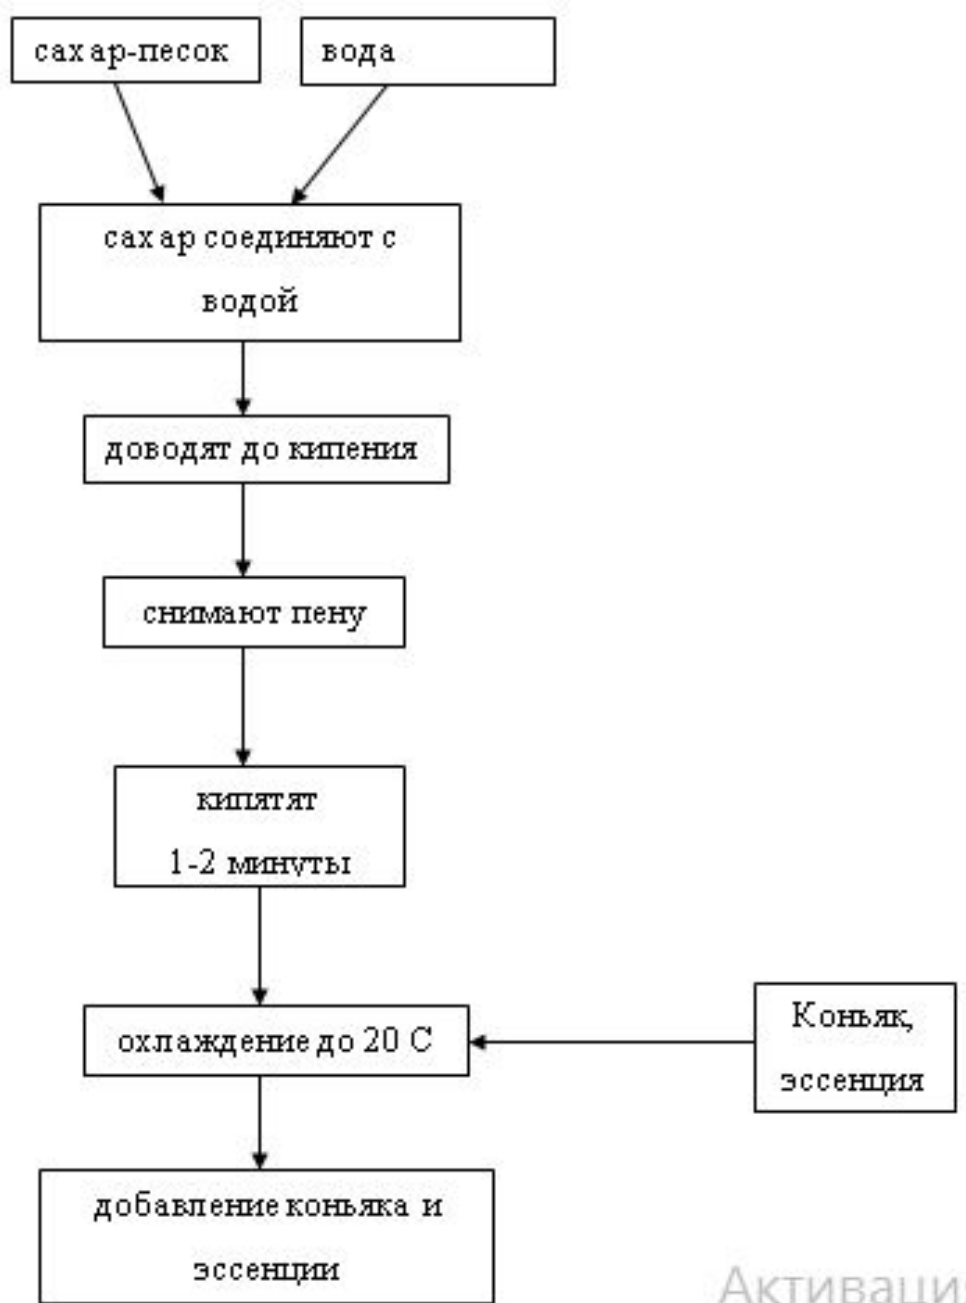 сахар-песок
вода
сахар соединяют с
водой
доводят до кипения
снимают пену
кипятят
1-2 минуты
охлаждение до 20 С
Коньяк,
эссенция
добавление коньяка и
эссенции